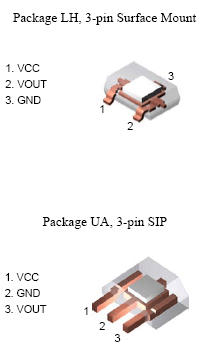 Package LH, 3-pin Surface Mount
1. VCC
2. VOUT
3. GND
3
1
2
Package UA, 3-pin SIP
1. VCC
2. GND
3. VOUT
1
2
3